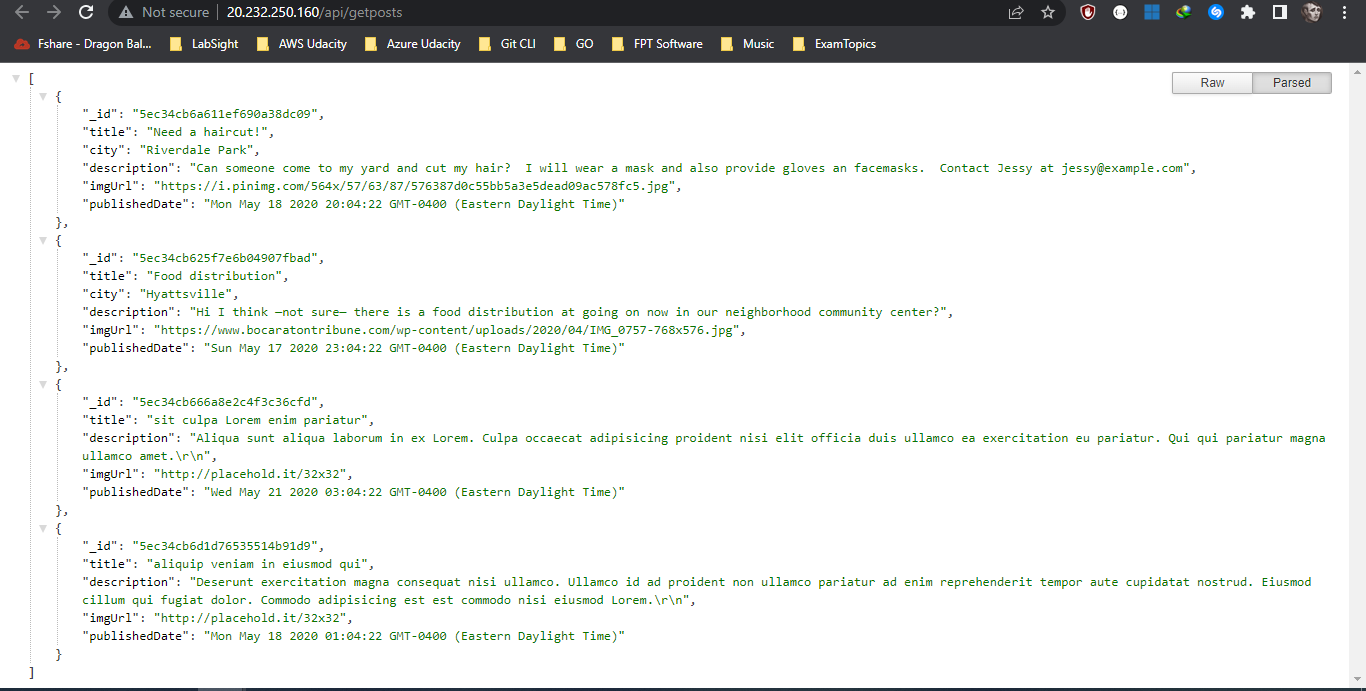 Not secure | 20.232.250.160/api/getposts
Fshare - Dragon Bal... LabSight AWS Udacity Azure Udacity Git CLI GO FPT Software Music ExamTopics
Raw Parsed
[
{
"_id": "5ec34cb6a611ef690a38dc09",
"title": "Need a haircut!",
"city": "Riverdale Park",
"description": "Can someone come to my yard and cut my hair?  I will wear a mask and also provide gloves an facemasks.  Contact Jessy at jessy@example.com",
"imgUrl": "https://i.pinimg.com/564x/57/63/87/576387d0c55bb5a3e5dead09ac578fc5.jpg",
"publishedDate": "Mon May 18 2020 20:04:22 GMT-0400 (Eastern Daylight Time)"
},
{
"_id": "5ec34cb625f7e6b04907fbad",
"title": "Food distribution",
"city": "Hyattsville",
"description": "Hi I think —not sure— there is a food distribution at going on now in our neighborhood community center?",
"imgUrl": "https://www.bocaratontribune.com/wp-content/uploads/2020/04/IMG_0757-768x576.jpg",
"publishedDate": "Sun May 17 2020 23:04:22 GMT-0400 (Eastern Daylight Time)"
},
{
"_id": "5ec34cb666a8e2c4f3c36cfd",
"title": "sit culpa Lorem enim pariatur",
"description": "Aliqua sunt aliqua laborum in ex Lorem. Culpa occaecat adipisicing proident nisi elit officia duis ullamco ea exercitation eu pariatur. Qui qui pariatur magna
ullamco amet.\r\n",
"imgUrl": "http://placehold.it/32x32",
"publishedDate": "Wed May 21 2020 03:04:22 GMT-0400 (Eastern Daylight Time)"
},
{
"_id": "5ec34cb6d1d76535514b91d9",
"title": "aliquip veniam in eiusmod qui",
"description": "Deserunt exercitation magna consequat nisi ullamco. Ullamco id ad proident non ullamco pariatur ad enim reprehenderit tempor aute cupidatat nostrud. Eiusmod
cillum qui fugiat dolor. Commodo adipisicing est est commodo nisi eiusmod Lorem.\r\n",
"imgUrl": "http://placehold.it/32x32",
"publishedDate": "Mon May 18 2020 01:04:22 GMT-0400 (Eastern Daylight Time)"
}
]